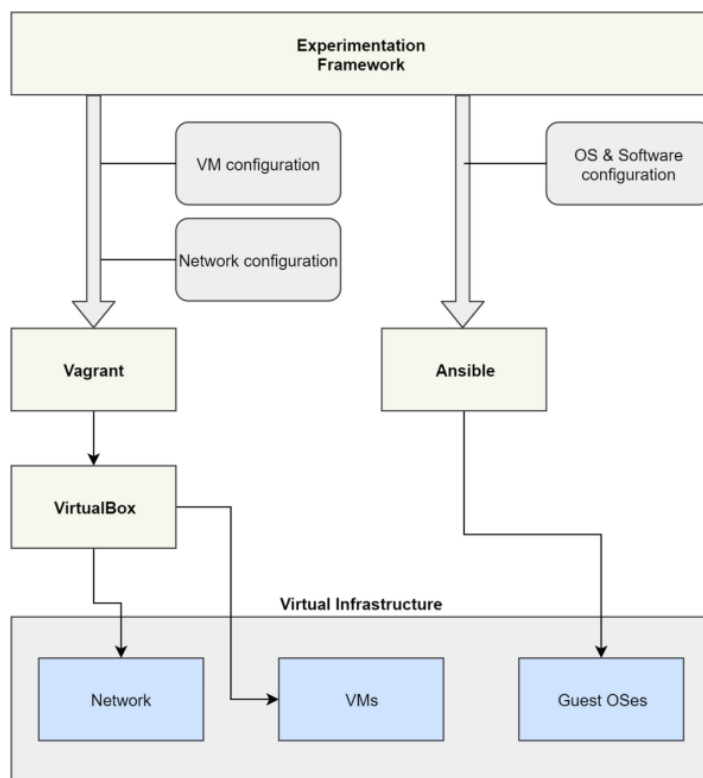 Experimentation
Framework
VM configuration
OS & Software
configuration
Network configuration
Vagrant
Ansible
VirtualBox
Virtual Infrastructure
Network
VMs
Guest OSes